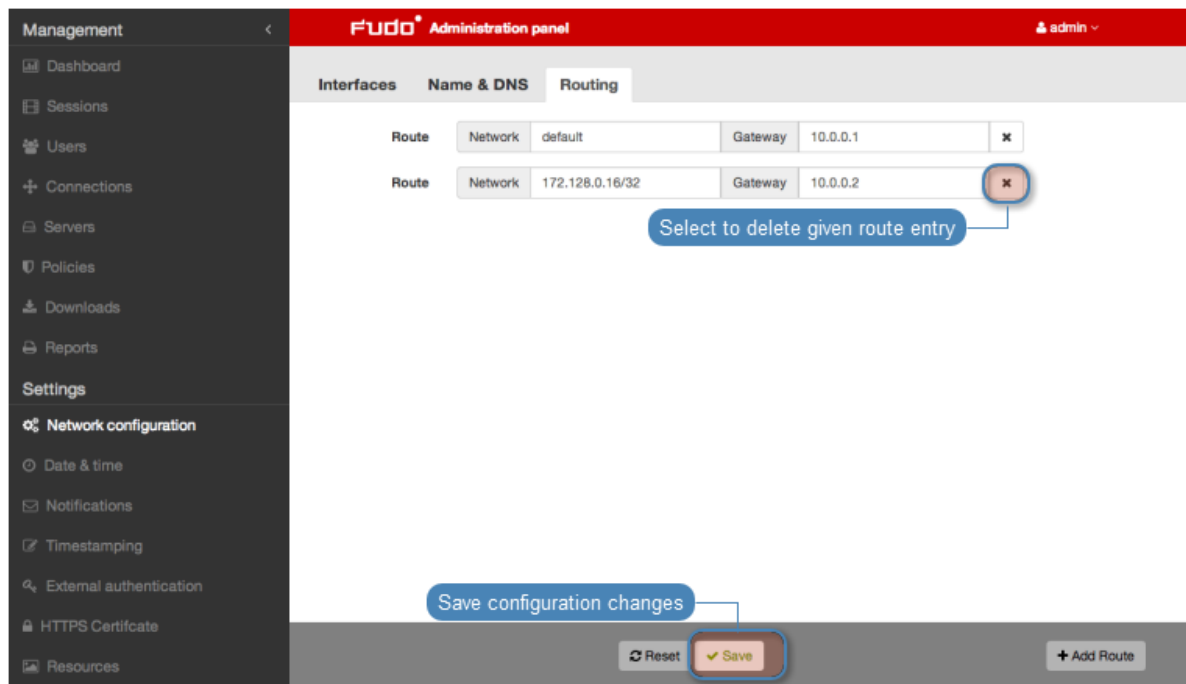 Management
Dashboard
Sessions
Users
Connections
Servers
Policies
Downloads
Reports
Settings
Network configuration
Date & time
Notifications
Timestamping
External authentication
HTTPS Certifcate
Resources
FUDO Administration panel
admin
Interfaces Name & DNS Routing
Route Network default Gateway 10.0.0.1
Route Network 172.128.0.16/32 Gateway 10.0.0.2
Select to delete given route entry
Save configuration changes
Reset Save + Add Route